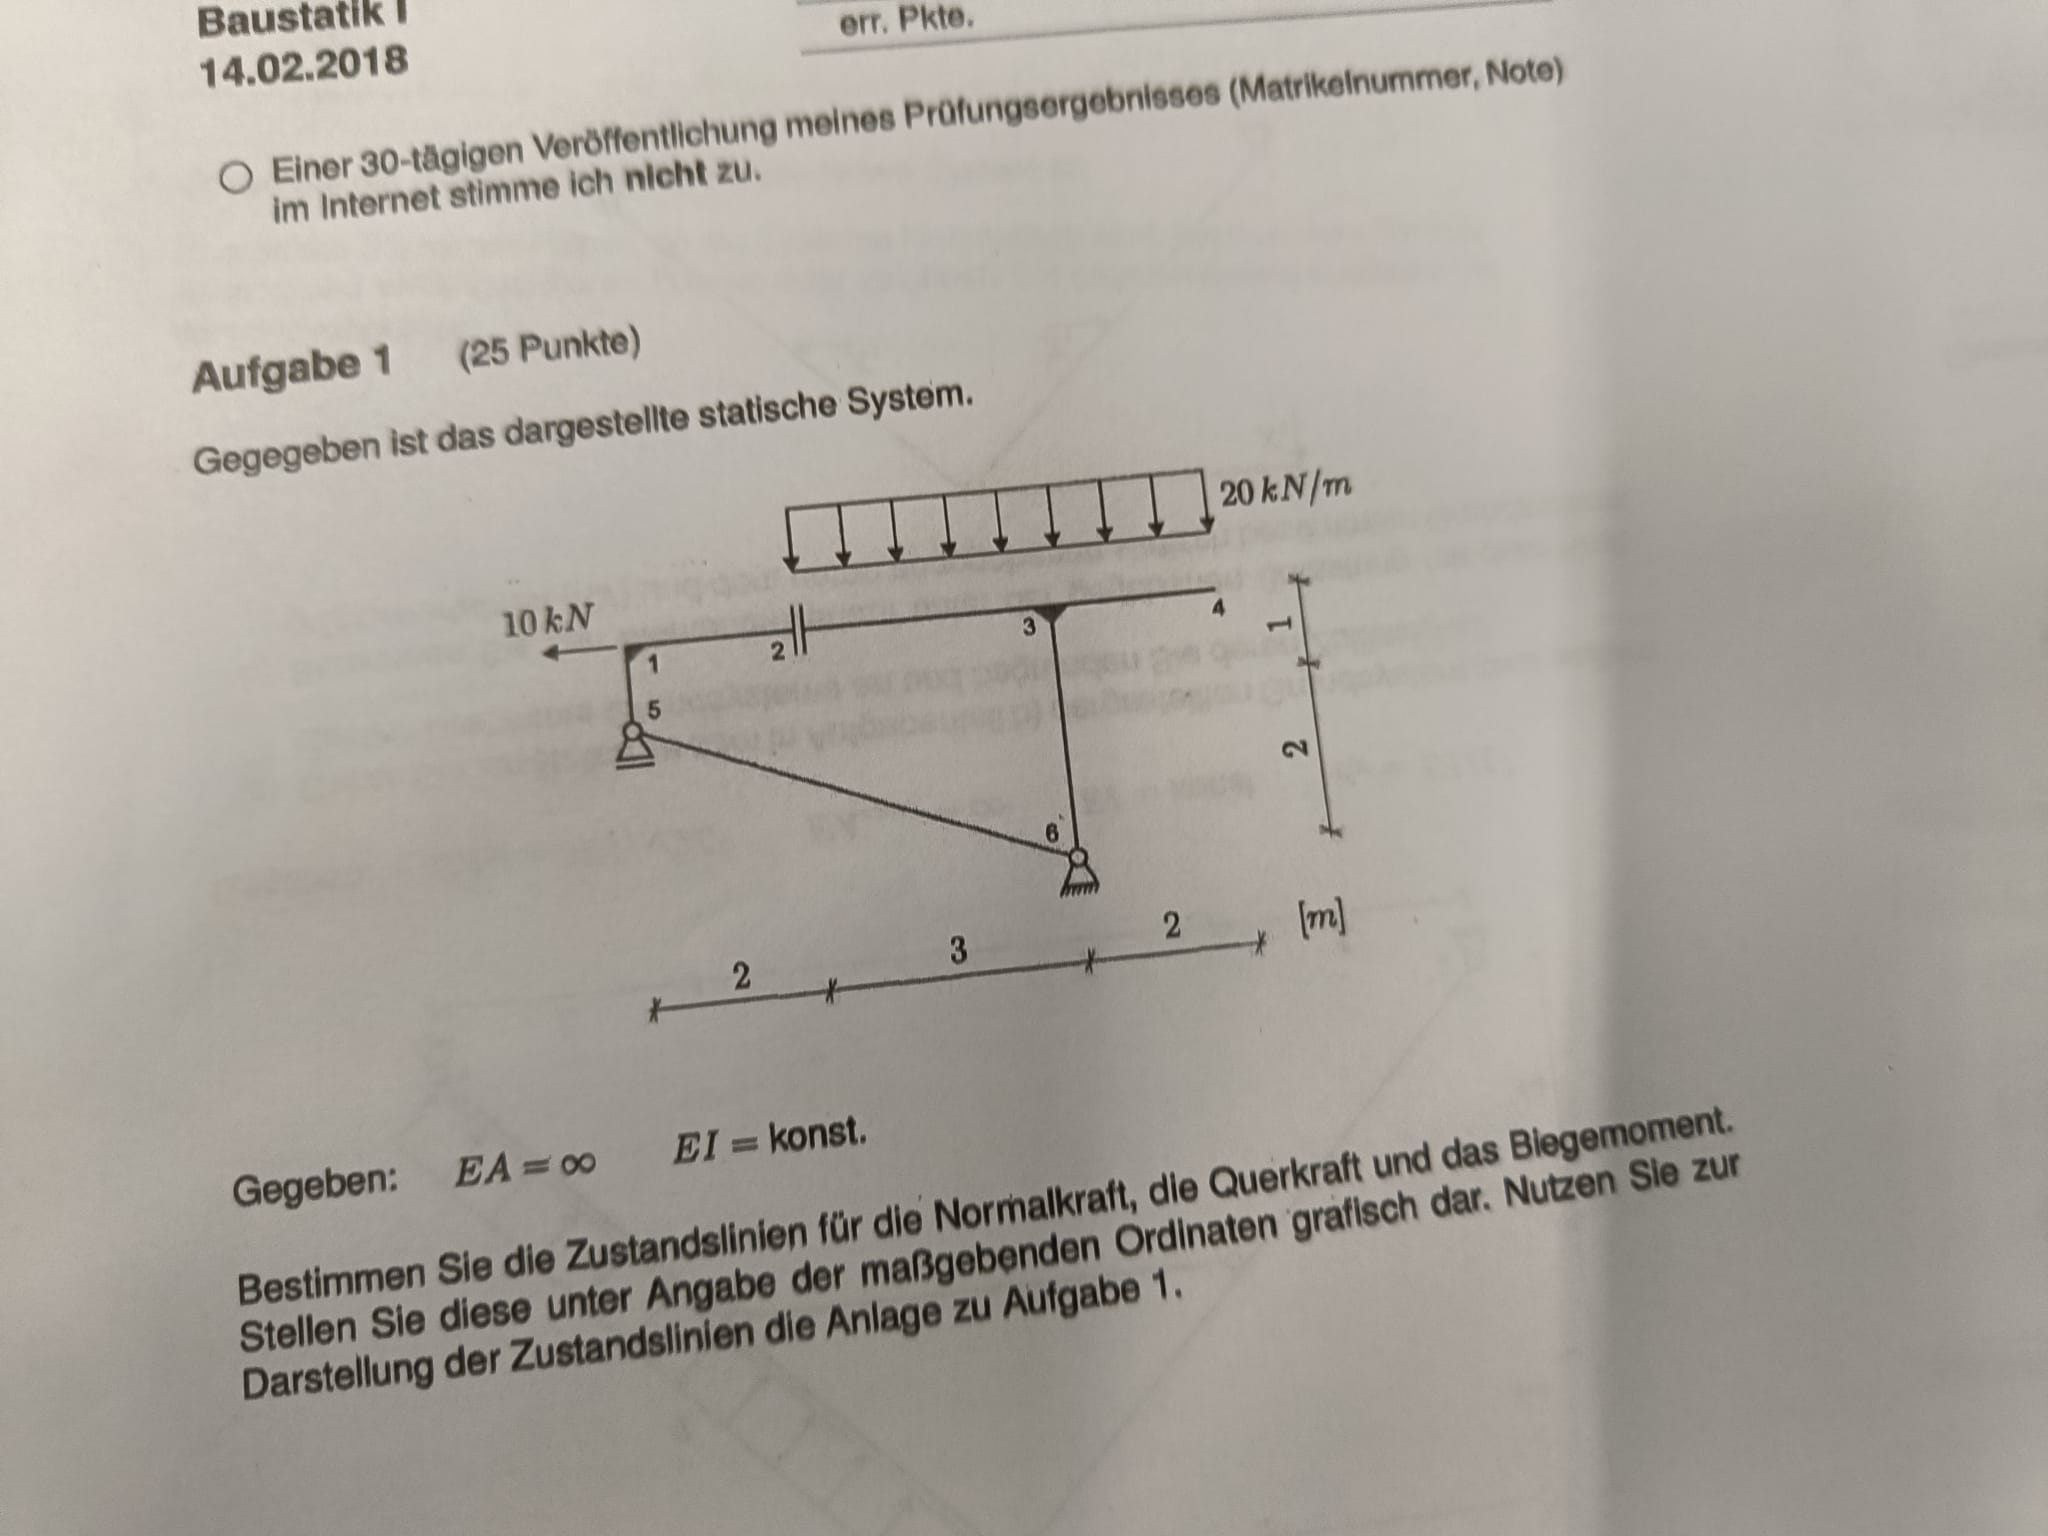 Baustatik I
err. Pkte.
14.02.2018
Einer 30-tägigen Veröffentlichung meines Prüfungsergebnisses (Matrikelnummer, Note)
im Internet stimme ich nicht zu.
Aufgabe 1 (25 Punkte)
Gegegeben ist das dargestellte statische System.
20 kN/m
10 kN
1
2
3
4
1
5
2
6
[m]
2
3
2
Gegeben: EA = ∞ EI = konst.
Bestimmen Sie die Zustandslinien für die Normalkraft, die Querkraft und das Biegemoment.
Stellen Sie diese unter Angabe der maßgebenden Ordinaten grafisch dar. Nutzen Sie zur
Darstellung der Zustandslinien die Anlage zu Aufgabe 1.